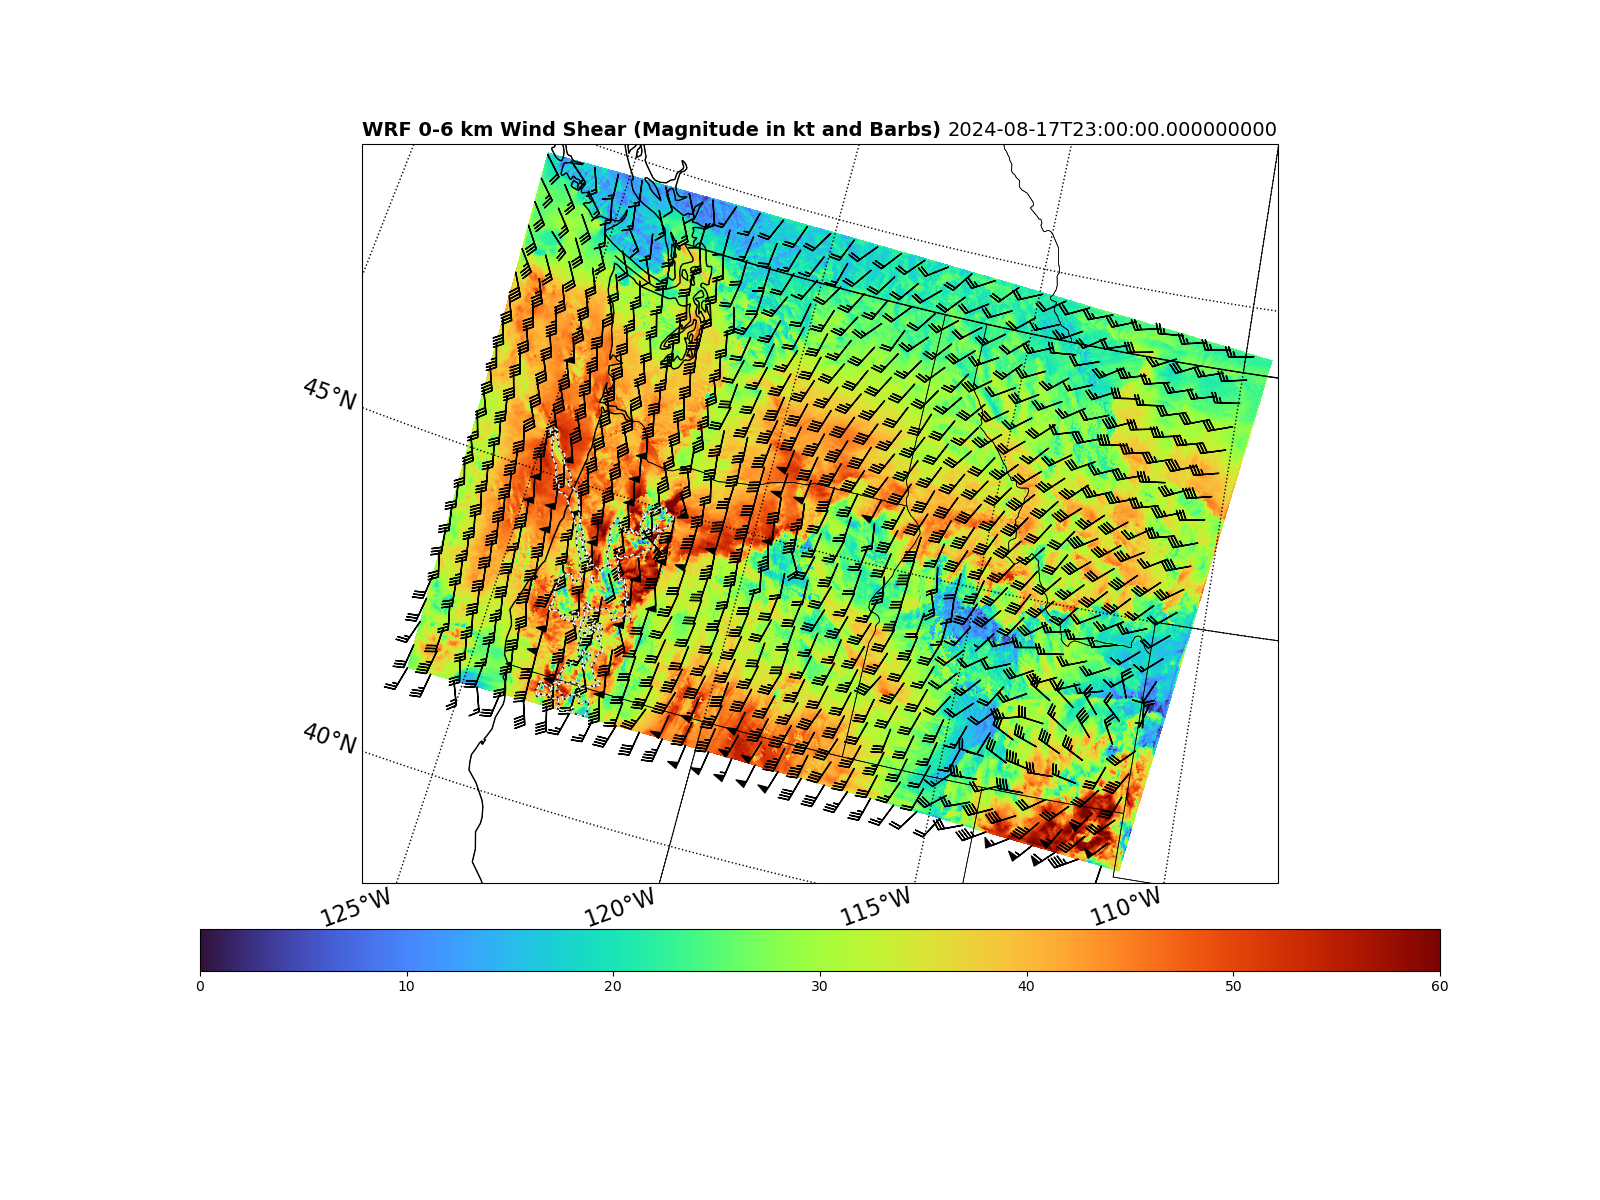 WRF 0-6 km Wind Shear (Magnitude in kt and Barbs) 2024-08-17T23:00:00.000000000
45°N
40°N
125°W 120°W 115°W 110°W
0 10 20 30 40 50 60